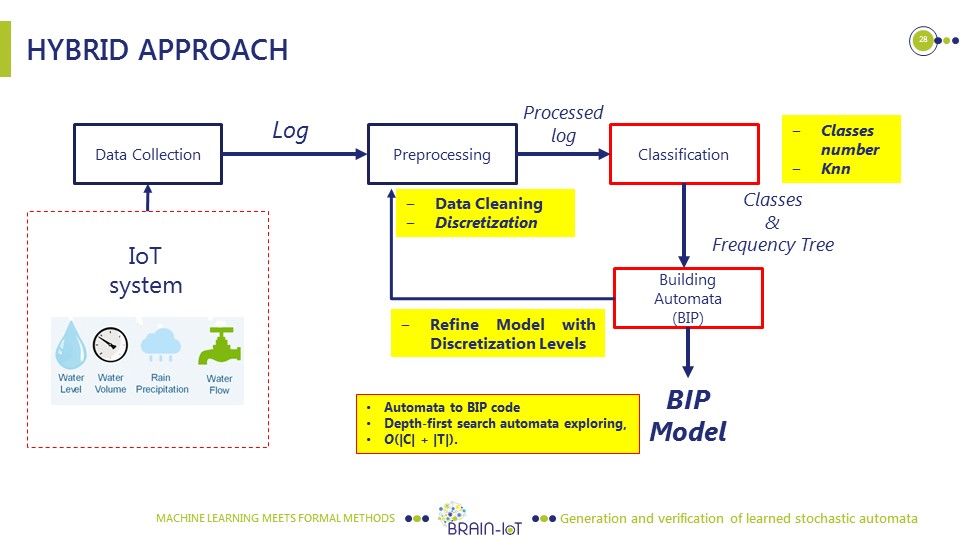 HYBRID APPROACH
28
Data Collection
Log
Preprocessing
Processed
log
Classification
– Classes
number
– Knn
– Data Cleaning
– Discretization
Classes
&
Frequency Tree
IoT
system
Water
Level
Water
Volume
Rain
Precipitation
Water
Flow
Building
Automata
(BIP)
– Refine Model with
Discretization Levels
• Automata to BIP code
• Depth-first search automata exploring,
• O(|C| + |T|).
BIP
Model
MACHINE LEARNING MEETS FORMAL METHODS
BRAIN-IoT
Generation and verification of learned stochastic automata